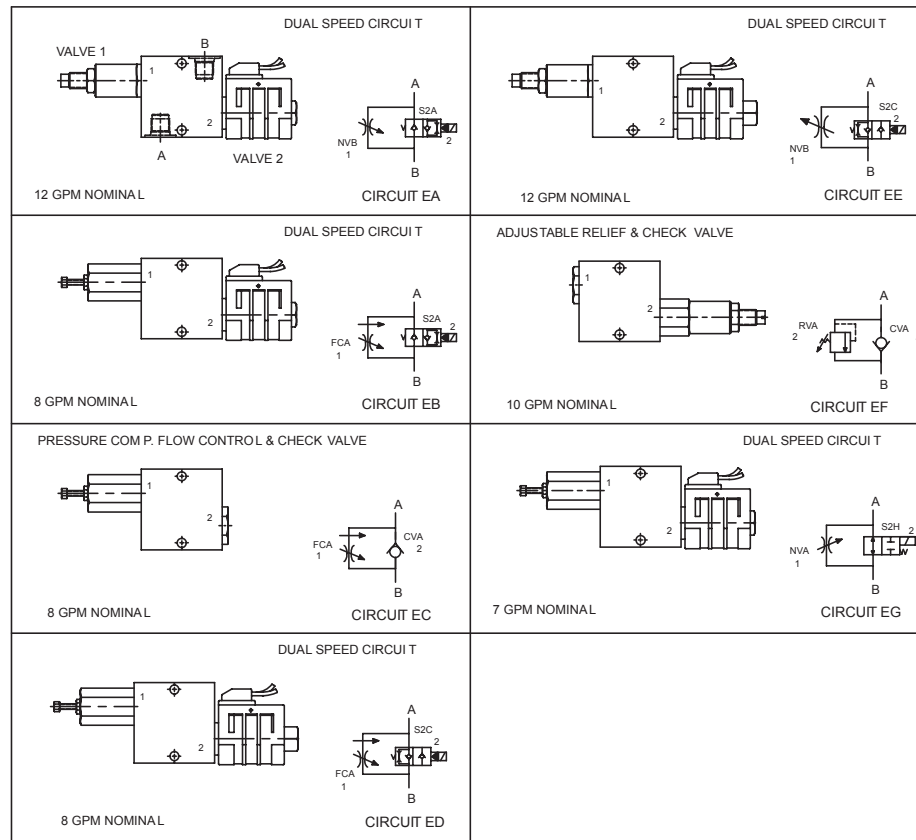 DUAL SPEED CIRCUIT
VALVE 1
B
1
2
A
VALVE 2
A
S2A
2
NVB
1
B
12 GPM NOMINAL
CIRCUIT EA
DUAL SPEED CIRCUIT
1
2
A
S2C
2
NVB
1
B
12 GPM NOMINAL
CIRCUIT EE
DUAL SPEED CIRCUIT
1
2
A
S2A
2
FCA
1
B
8 GPM NOMINAL
CIRCUIT EB
ADJUSTABLE RELIEF & CHECK VALVE
1
2
A
RVA
2
CVA
B
10 GPM NOMINAL
CIRCUIT EF
PRESSURE COMP. FLOW CONTROL & CHECK VALVE
1
2
A
FCA
1
CVA
2
B
8 GPM NOMINAL
CIRCUIT EC
DUAL SPEED CIRCUIT
1
2
A
S2H
2
NVA
1
B
7 GPM NOMINAL
CIRCUIT EG
DUAL SPEED CIRCUIT
1
2
A
S2C
2
FCA
1
B
8 GPM NOMINAL
CIRCUIT ED